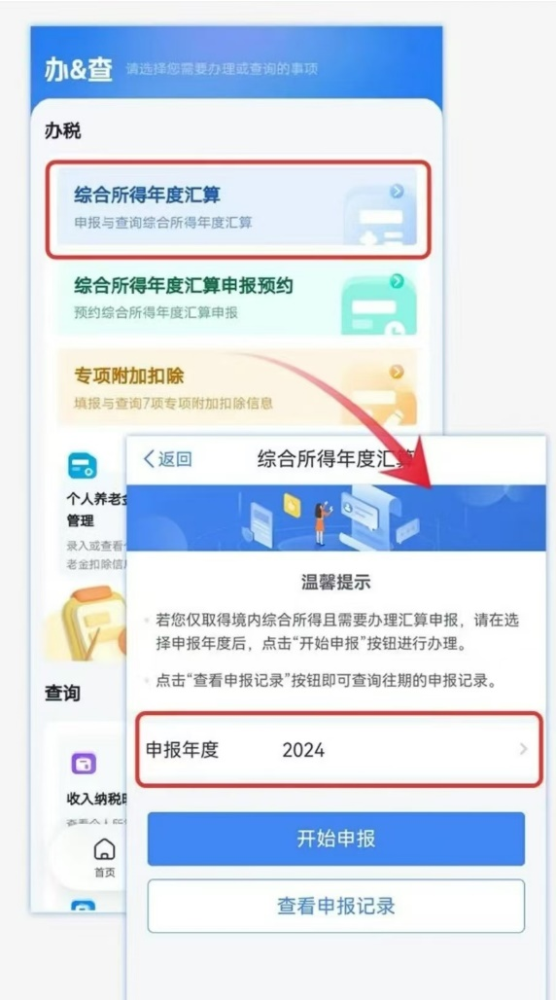 办&查 请选择您需要办理或查询的事项
办税
综合所得年度汇算
申报与查询综合所得年度汇算
综合所得年度汇算申报预约
预约综合所得年度汇算申报
专项附加扣除
填报与查询7项专项附加扣除信息
个人养老
管理
录入或查看
老金扣除信
查询
收入纳税
首页
返回 综合所得年度汇
温馨提示
若您仅取得境内综合所得且需要办理汇算申报，请在选
择申报年度后，点击“开始申报”按钮进行办理。
点击“查看申报记录”按钮即可查询往期的申报记录。
申报年度 2024
开始申报
查看申报记录